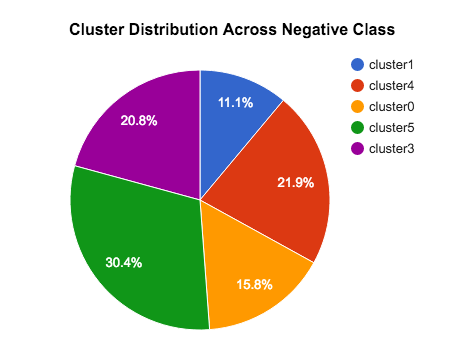 Cluster Distribution Across Negative Class
cluster1
cluster4
cluster0
cluster5
cluster3
11.1%
21.9%
15.8%
30.4%
20.8%